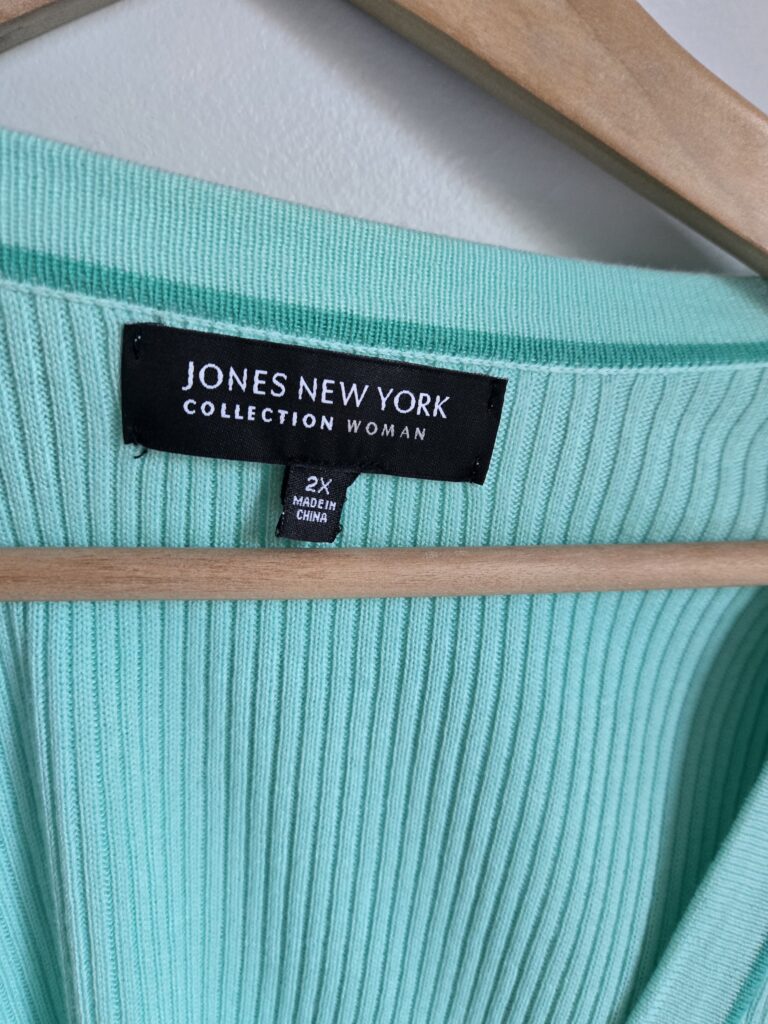 JONES NEW YORK
COLLECTION WOMAN
2X
MADE IN
CHINA